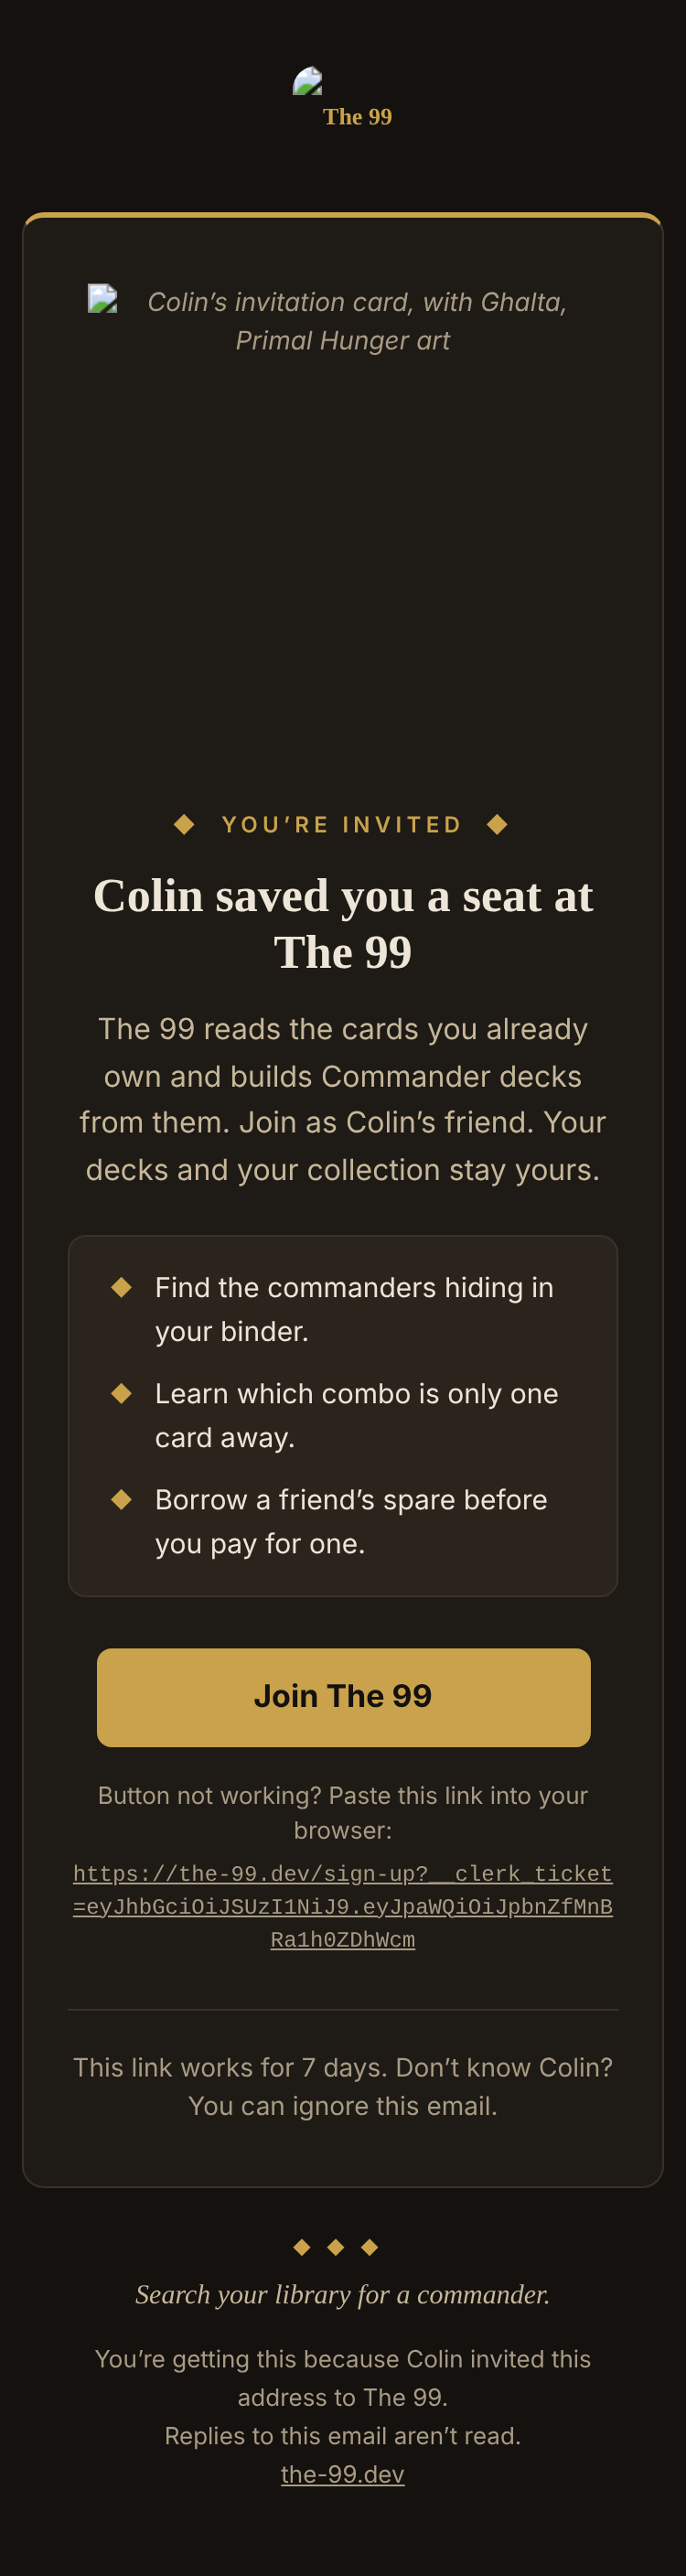 The 99
Colin’s invitation card, with Ghalta,
Primal Hunger art
YOU’RE INVITED
Colin saved you a seat at
The 99
The 99 reads the cards you already
own and builds Commander decks
from them. Join as Colin’s friend. Your
decks and your collection stay yours.
Find the commanders hiding in
your binder.
Learn which combo is only one
card away.
Borrow a friend’s spare before
you pay for one.
Join The 99
Button not working? Paste this link into your
browser:
https://the-99.dev/sign-up?__clerk_ticket
=eyJhbGciOiJSUzI1NiJ9.eyJpaWQiOiJpbnZfMnB
Ra1h0ZDhWcm
This link works for 7 days. Don’t know Colin?
You can ignore this email.
Search your library for a commander.
You’re getting this because Colin invited this
address to The 99.
Replies to this email aren’t read.
the-99.dev